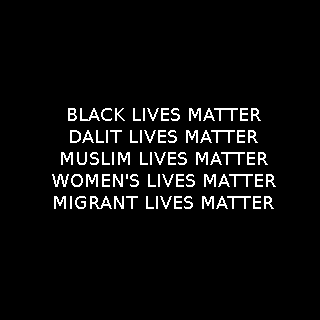 BLACK LIVES MATTER
DALIT LIVES MATTER
MUSLIM LIVES MATTER
WOMEN'S LIVES MATTER
MIGRANT LIVES MATTER